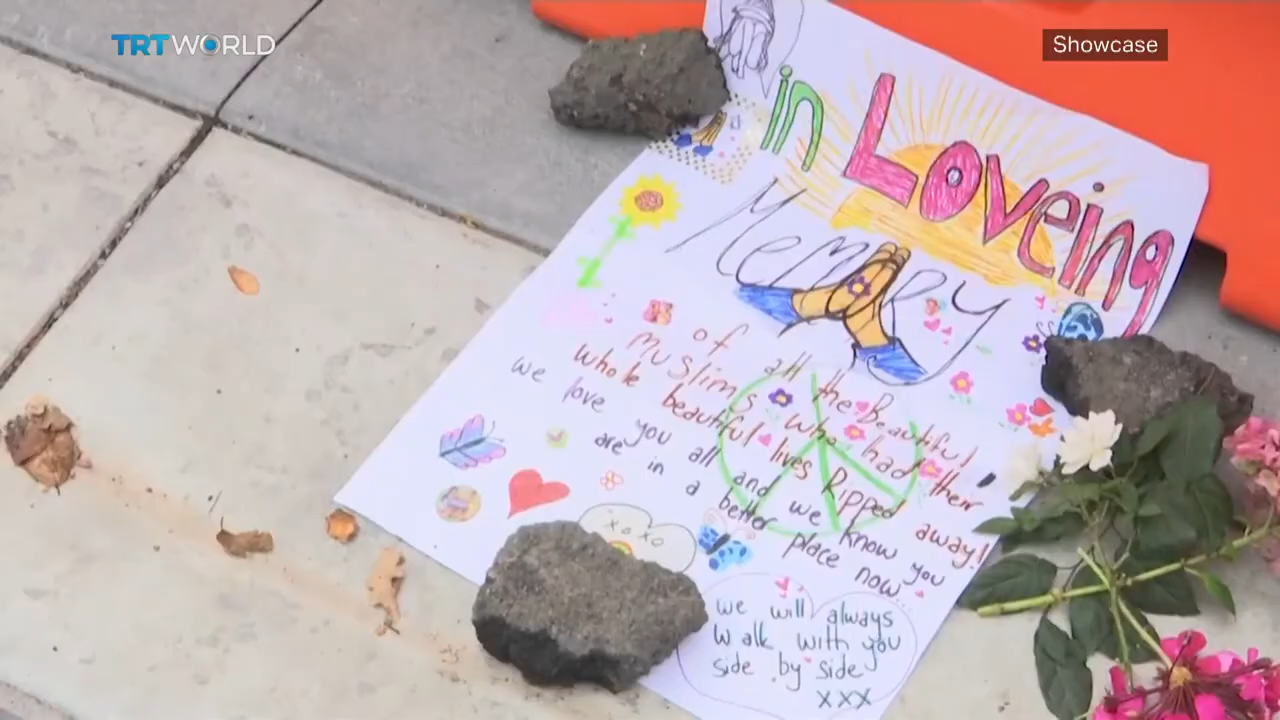 TRT WORLD
Showcase
in Loveing
Memory
of all the Beautiful
Muslims who had their
whole beautiful lives Ripped away!
we love you all and we know you
are in a better place now...
xoxo
we will always
walk with you
side by side
xxx